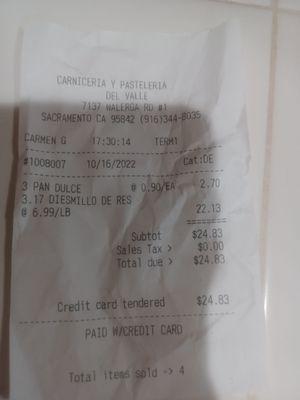 CARNICERIA Y PASTELERIA
DEL VALLE
7137 WALERGA RD #1
SACRAMENTO CA 95842 (916)344-8035
CARMEN G 17:30:14 TERM1
#1008007 10/16/2022 Cat:DE
3 PAN DULCE @ 0.90/EA 2.70
3.17 DIESMILLO DE RES
@ 6.99/LB 22.13
======
Subtot $24.83
Sales Tax > $0.00
Total due > $24.83
Credit card tendered $24.83
PAID W/CREDIT CARD
Total items sold -> 4